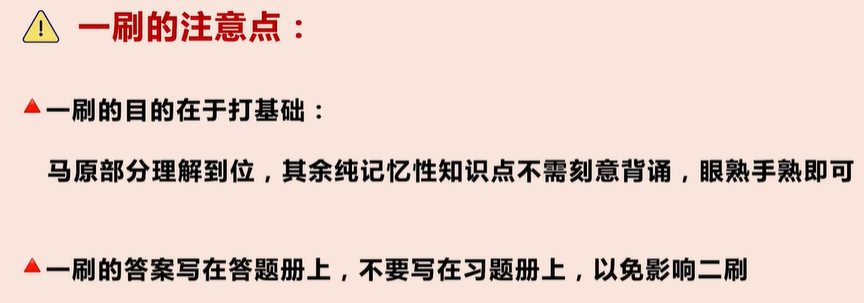 一刷的注意点：
一刷的目的在于打基础：
马原部分理解到位，其余纯记忆性知识点不需刻意背诵，眼熟手熟即可
一刷的答案写在答题册上，不要写在习题册上，以免影响二刷